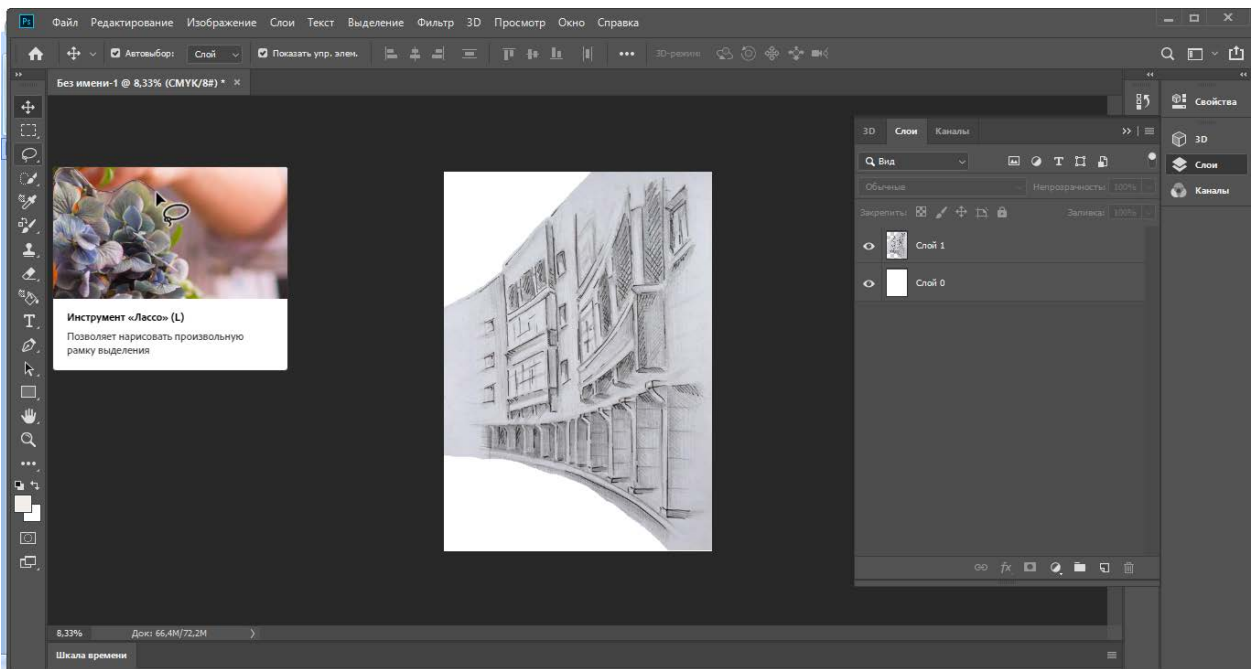 Ps Файл Редактирование Изображение Слои Текст Выделение Фильтр 3D Просмотр Окно Справка
Автовыбор: Слой Показать упр. элем. 3D-режим
Без имени-1 @ 8,33% (CMYK/8#) * ×
Свойства
3D
Слои
Каналы
3D Слои Каналы
Вид
Обычные Непрозрачность: 100%
Закрепить: Заливка: 100%
Слой 1
Слой 0
Инструмент «Лассо» (L)
Позволяет нарисовать произвольную
рамку выделения
fx
8,33% Док: 66,4M/72,2M
Шкала времени